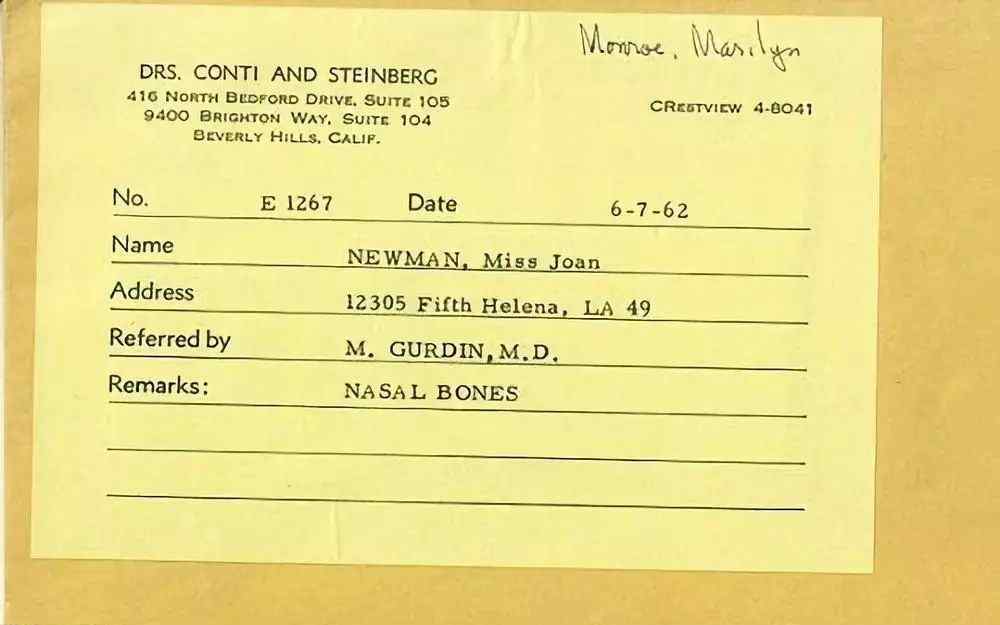 Monroe, Marilyn
DRS. CONTI AND STEINBERG
416 NORTH BEDFORD DRIVE, SUITE 105
9400 BRIGHTON WAY, SUITE 104
BEVERLY HILLS, CALIF.
CRESTVIEW 4-8041
No. E 1267 Date 6-7-62
Name NEWMAN, Miss Joan
Address 12305 Fifth Helena, LA 49
Referred by M. GURDIN, M.D.
Remarks: NASAL BONES